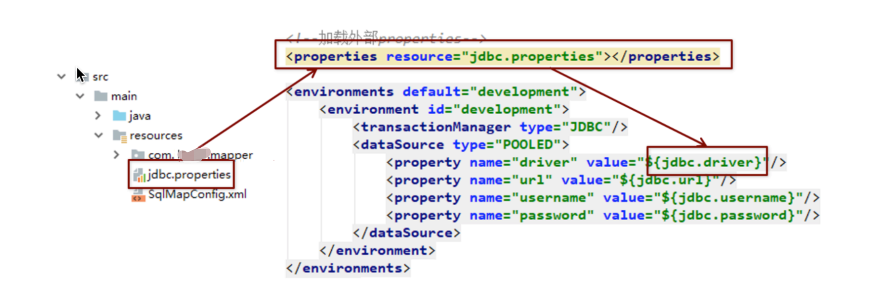 src
main
java
resources
com. .mapper
jdbc.properties
SqlMapConfig.xml
<!--加载外部properties-->
<properties resource="jdbc.properties"></properties>
<environments default="development">
<environment id="development">
<transactionManager type="JDBC"/>
<dataSource type="POOLED">
<property name="driver" value="${jdbc.driver}"/>
<property name="url" value="${jdbc.url}"/>
<property name="username" value="${jdbc.username}"/>
<property name="password" value="${jdbc.password}"/>
</dataSource>
</environment>
</environments>